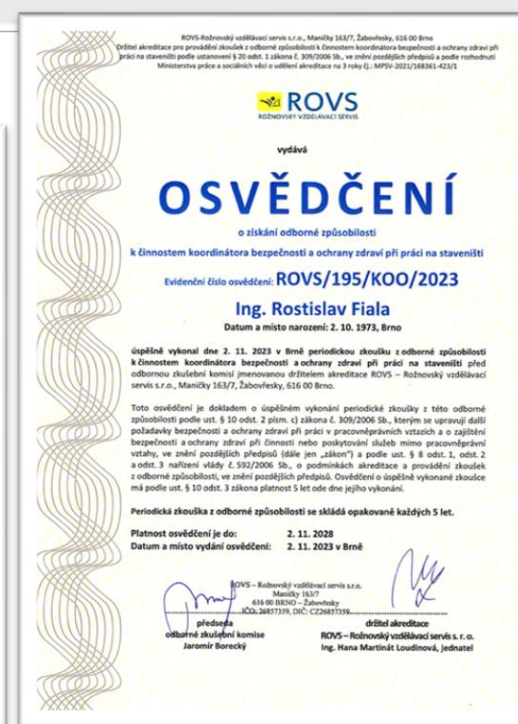 ROVS-Rožnovský vzdělávací servis s.r.o., Maničky 163/7, Žabovřesky, 616 00 Brno
Držitel akreditace pro provádění zkoušek z odborné způsobilosti k činnostem koordinátora bezpečnosti a ochrany zdraví při
práci na staveništi podle ustanovení § 20 odst. 1 zákona č. 309/2006 Sb., ve znění pozdějších předpisů a podle rozhodnutí
Ministerstva práce a sociálních věcí o udělení akreditace na 3 roky čj.: MPSV-2021/168361-423/1
ROVS
ROŽNOVSKÝ VZDĚLÁVACÍ SERVIS
vydává
OSVĚDČENÍ
o získání odborné způsobilosti
k činnostem koordinátora bezpečnosti a ochrany zdraví při práci na staveništi
Evidenční číslo osvědčení: ROVS/195/KOO/2023
Ing. Rostislav Fiala
Datum a místo narození: 2. 10. 1973, Brno
úspěšně vykonal dne 2. 11. 2023 v Brně periodickou zkoušku z odborné způsobilosti
k činnostem koordinátora bezpečnosti a ochrany zdraví při práci na staveništi před
odbornou zkušební komisí jmenovanou držitelem akreditace ROVS – Rožnovský vzdělávací
servis s.r.o., Maničky 163/7, Žabovřesky, 616 00 Brno.
Toto osvědčení je dokladem o úspěšném vykonání periodické zkoušky z této odborné
způsobilosti podle ust. § 10 odst. 2 písm. c) zákona č. 309/2006 Sb., kterým se upravují další
požadavky bezpečnosti a ochrany zdraví při práci v pracovněprávních vztazích a o zajištění
bezpečnosti a ochrany zdraví při činnosti nebo poskytování služeb mimo pracovněprávní
vztahy, ve znění pozdějších předpisů (dále jen „zákon") a podle ust. § 8 odst. 1, odst. 2
a odst. 3 nařízení vlády č. 592/2006 Sb., o podmínkách akreditace a provádění zkoušek
z odborné způsobilosti, ve znění pozdějších předpisů. Osvědčení o úspěšně vykonané zkoušce
má podle ust. § 10 odst. 3 zákona platnost 5 let ode dne jejího vykonání.
Periodická zkouška z odborné způsobilosti se skládá opakovaně každých 5 let.
Platnost osvědčení je do: 2. 11. 2028
Datum a místo vydání osvědčení: 2. 11. 2023 v Brně
ROVS – Rožnovský vzdělávací servis s.r.o.
Maničky 163/7
616 00 BRNO – Žabovřesky
IČO: 26857359, DIČ: CZ26857359
předseda
odborné zkušební komise
Jaromír Borecký
držitel akreditace
ROVS – Rožnovský vzdělávací servis s. r. o.
Ing. Hana Martinát Loudinová, jednatel